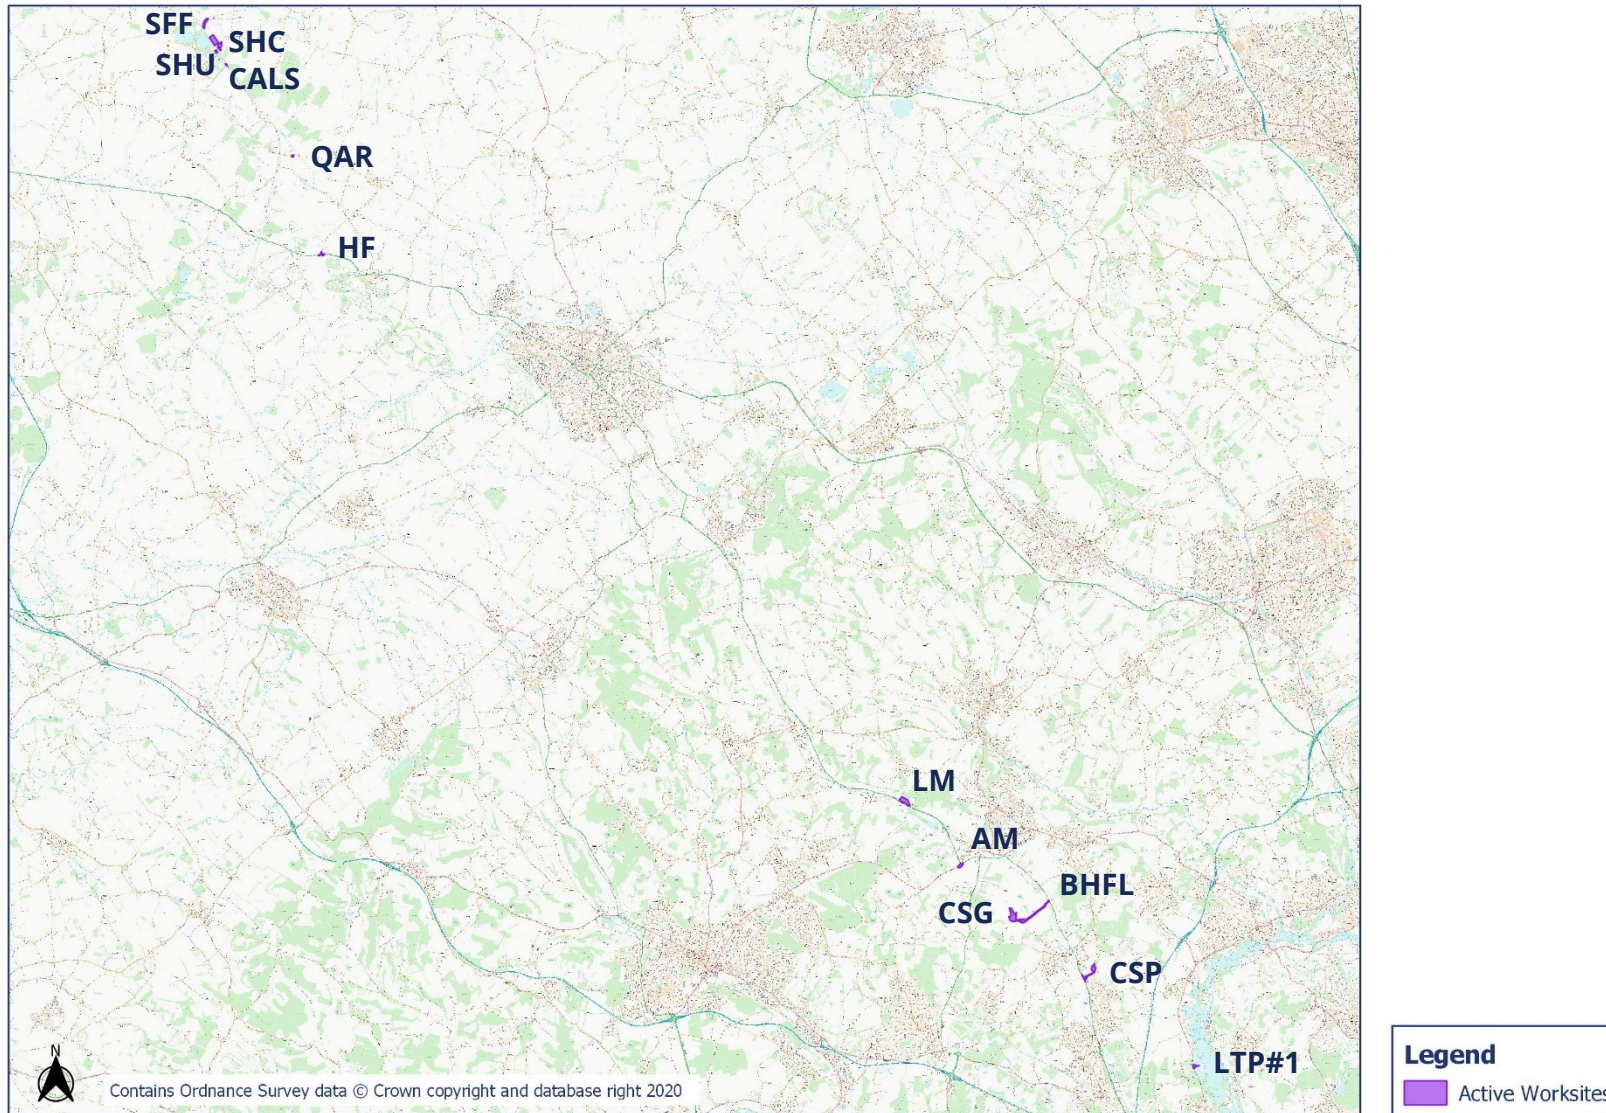 SFF
SHC
SHU
CALS
QAR
HF
LM
AM
BHFL
CSG
CSP
LTP#1
N
Contains Ordnance Survey data © Crown copyright and database right 2020
Legend
Active Worksites